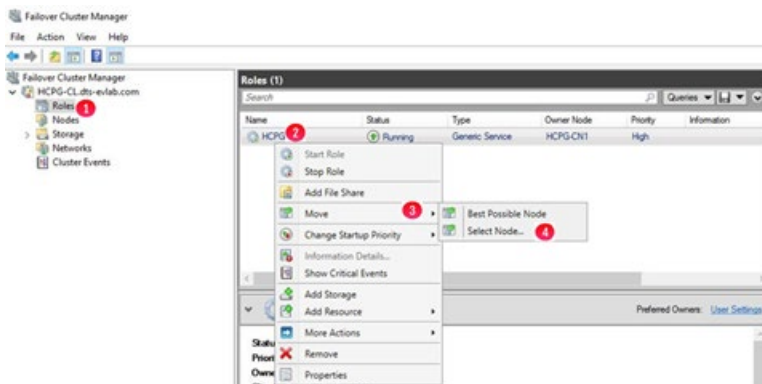 Failover Cluster Manager
File Action View Help
Failover Cluster Manager
HCPG-CL.dts-evlab.com
Roles 1
Nodes
Storage
Networks
Cluster Events
Roles (1)
Search
Queries
Name Status Type Owner Node Priority Information
HCPG 2 Running Generic Service HCPG-CN1 High
Start Role
Stop Role
Add File Share
Move 3
Best Possible Node
Select Node... 4
Change Startup Priority
Information Details...
Show Critical Events
Add Storage
Add Resource
More Actions
Remove
Properties
Preferred Owners: User Settings